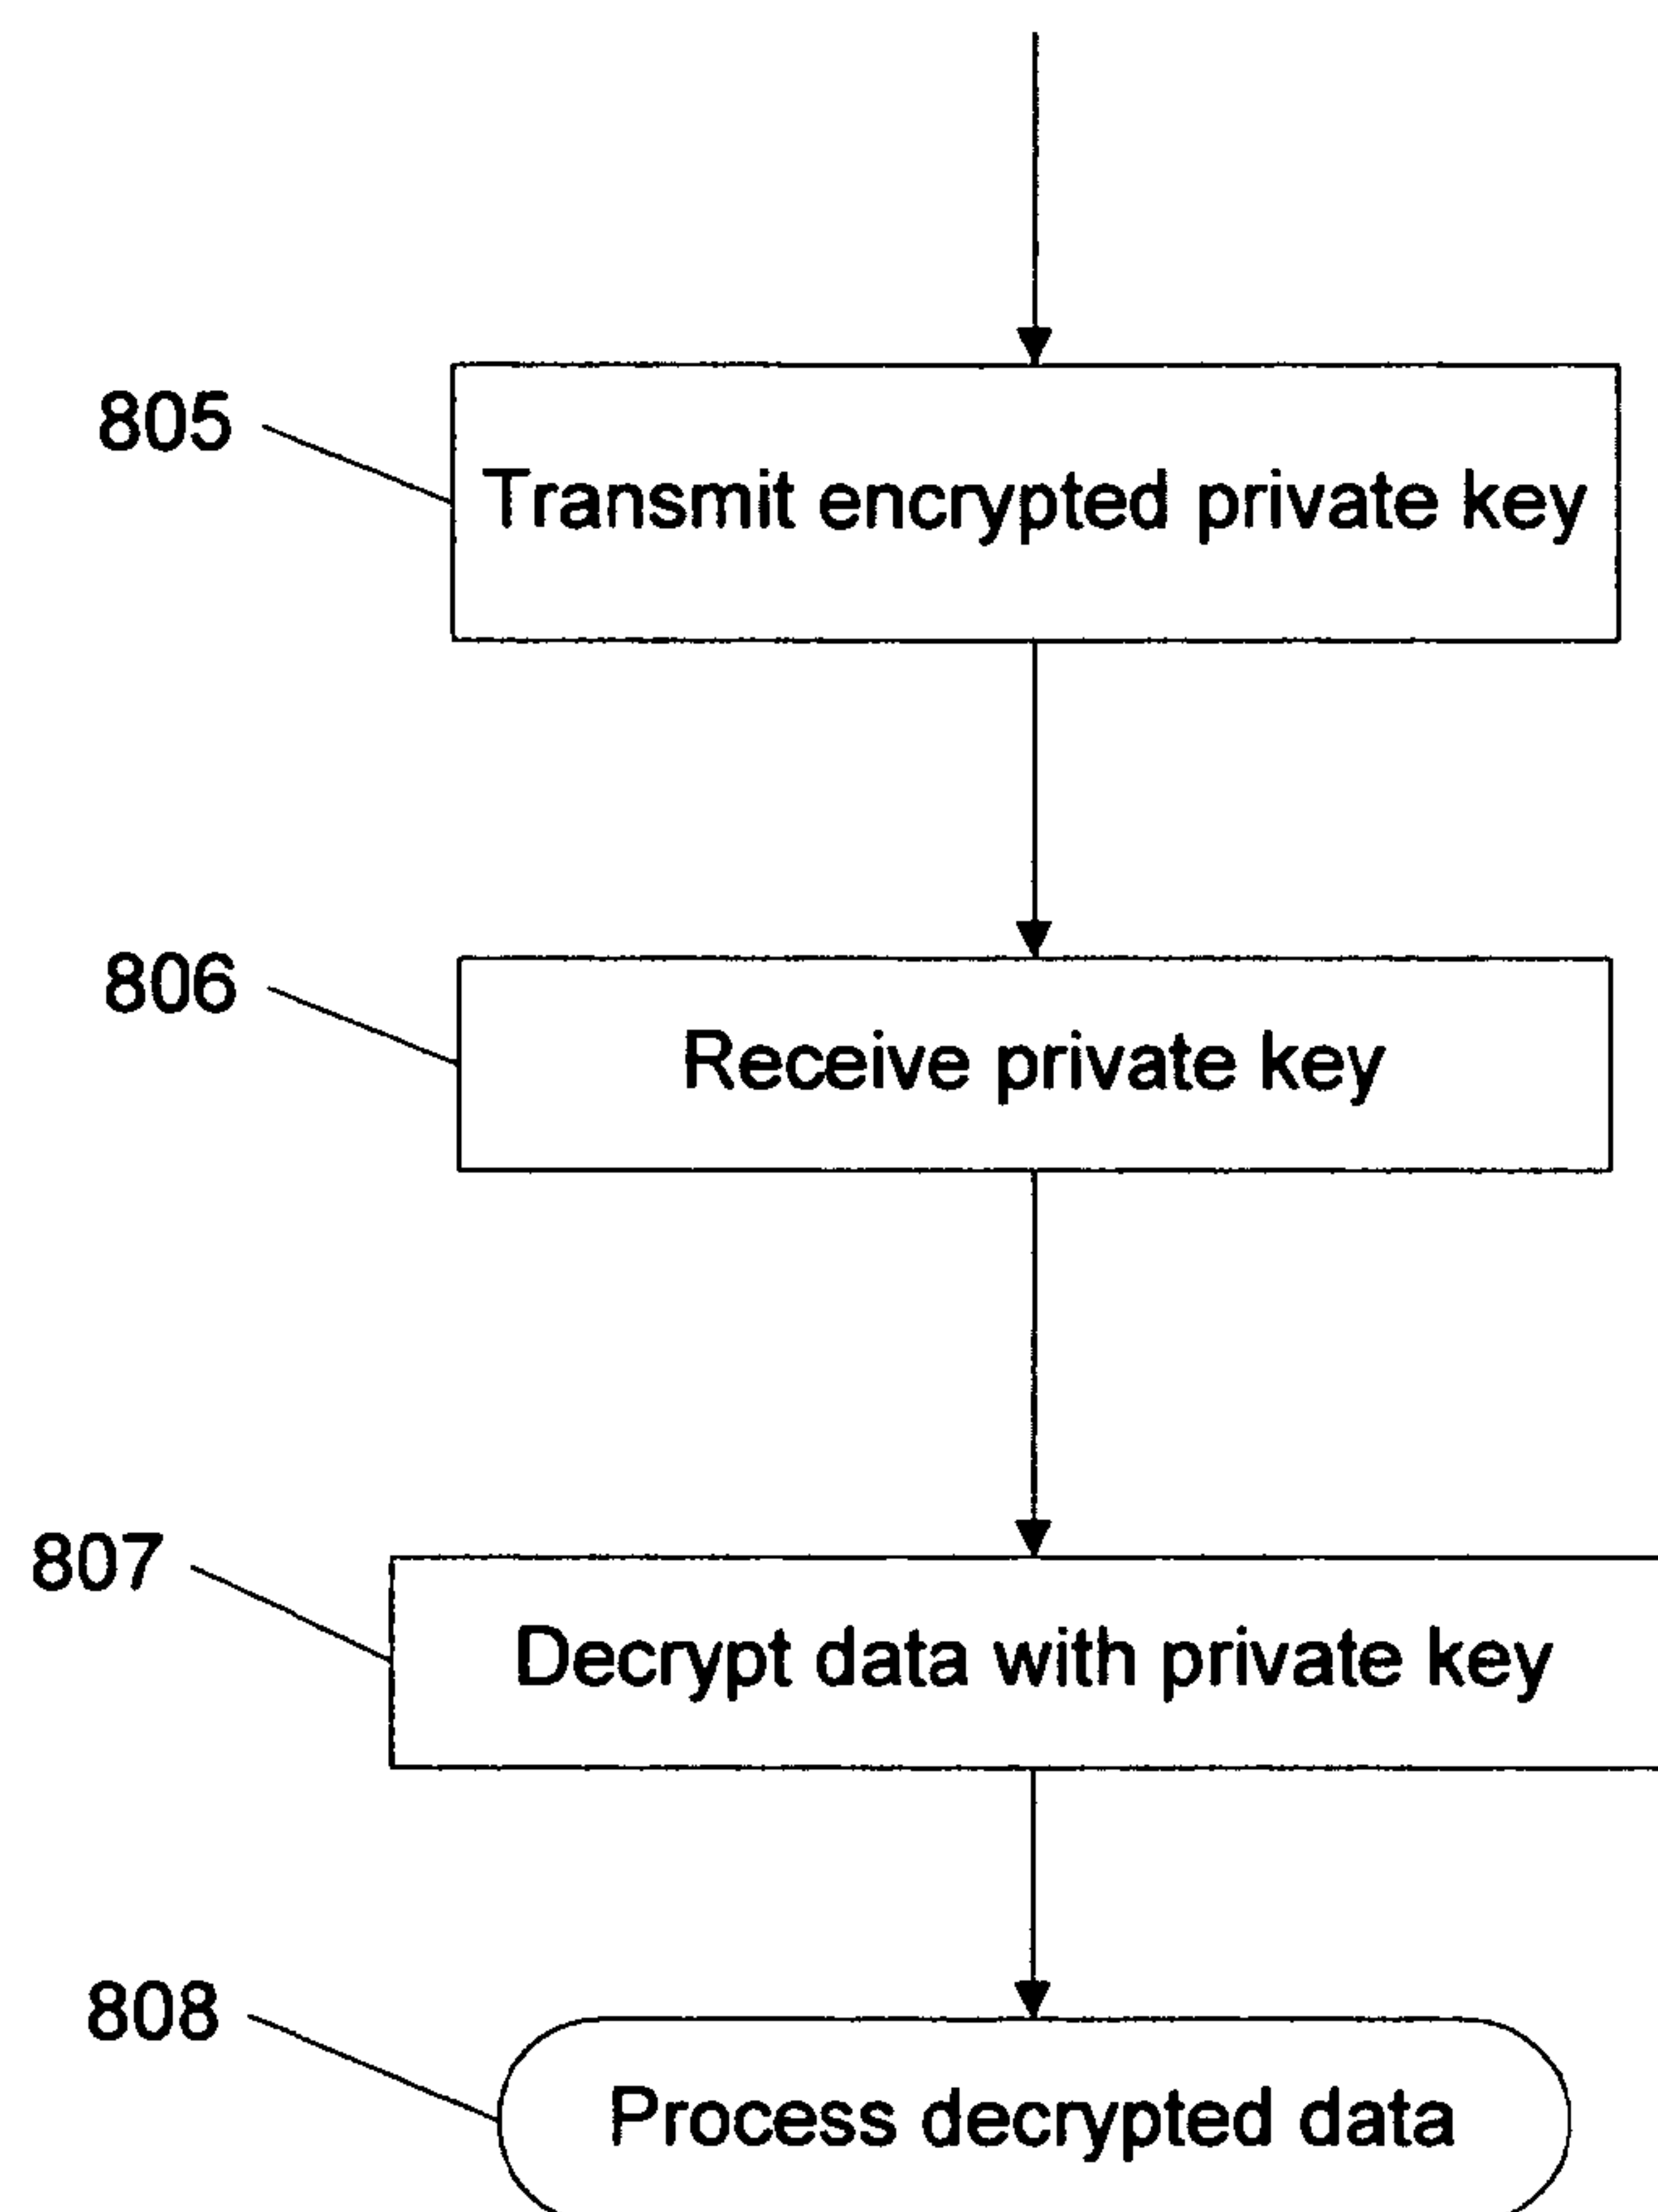 805
Transmit encrypted private key
806
Receive private key
807
Decrypt data with private key
808
Process decrypted data